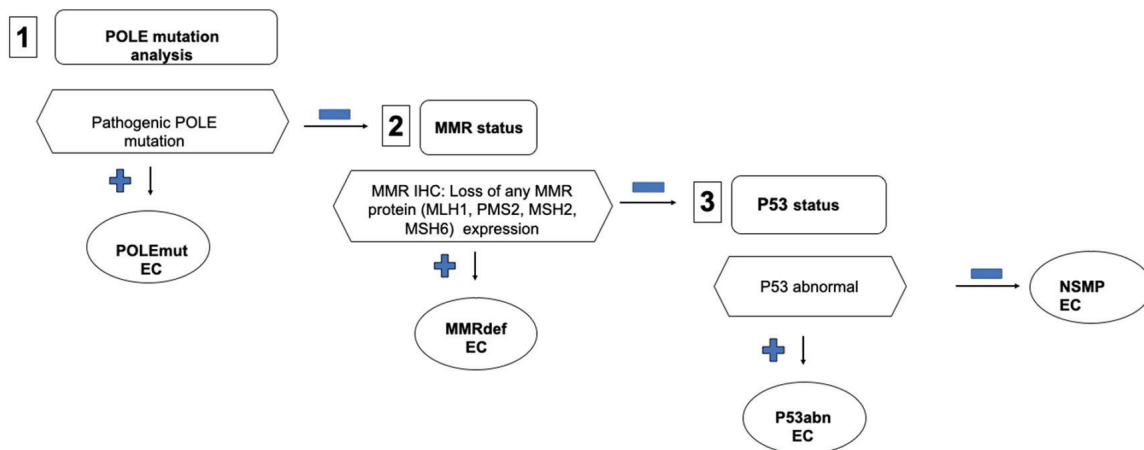 1
POLE mutation
analysis
Pathogenic POLE
mutation
POLEmut
EC
2
MMR status
MMR IHC: Loss of any MMR
protein (MLH1, PMS2, MSH2,
MSH6) expression
MMRdef
EC
3
P53 status
P53 abnormal
P53abn
EC
NSMP
EC